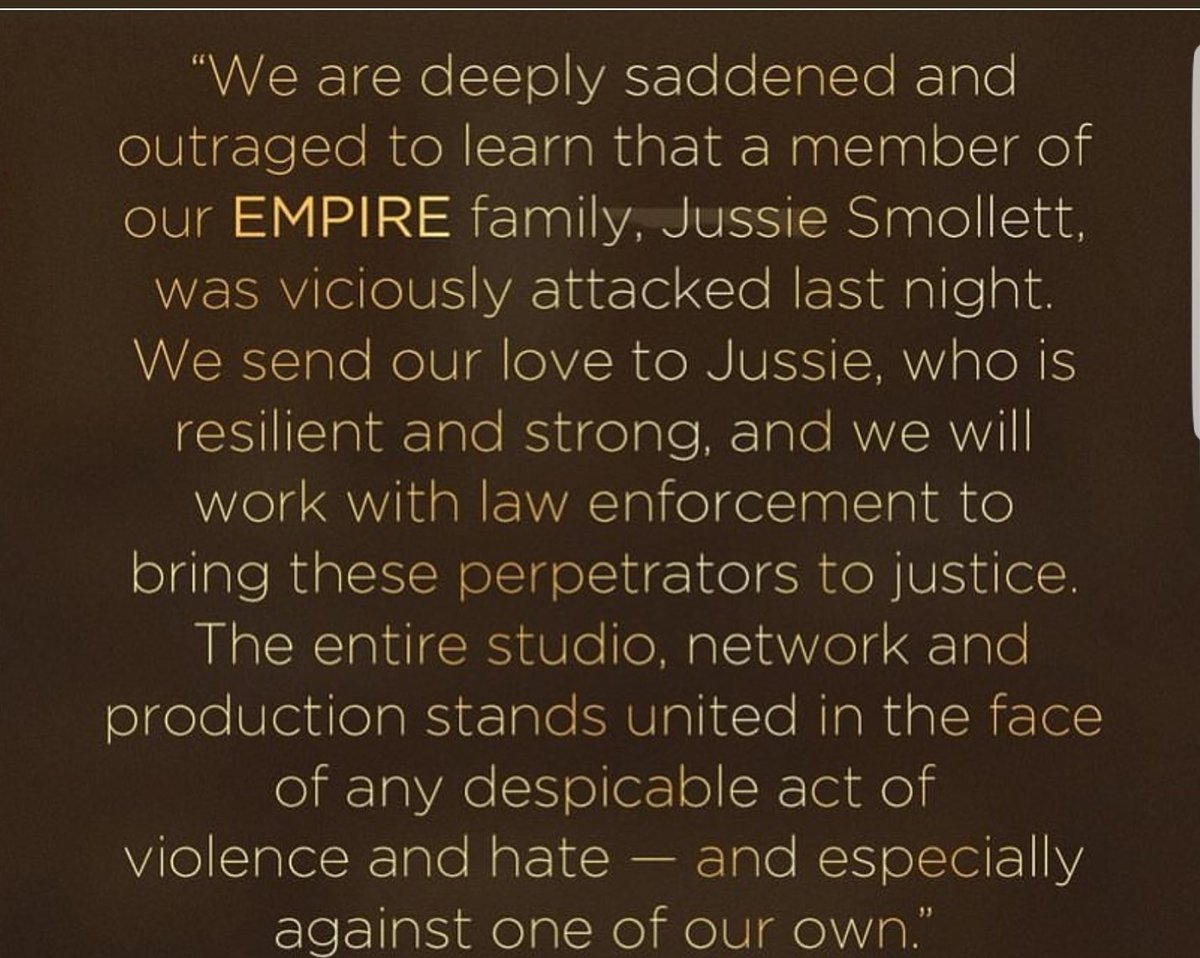 “We are deeply saddened and
outraged to learn that a member of
our EMPIRE family, Jussie Smollett,
was viciously attacked last night.
We send our love to Jussie, who is
resilient and strong, and we will
work with law enforcement to
bring these perpetrators to justice.
The entire studio, network and
production stands united in the face
of any despicable act of
violence and hate — and especially
against one of our own.”